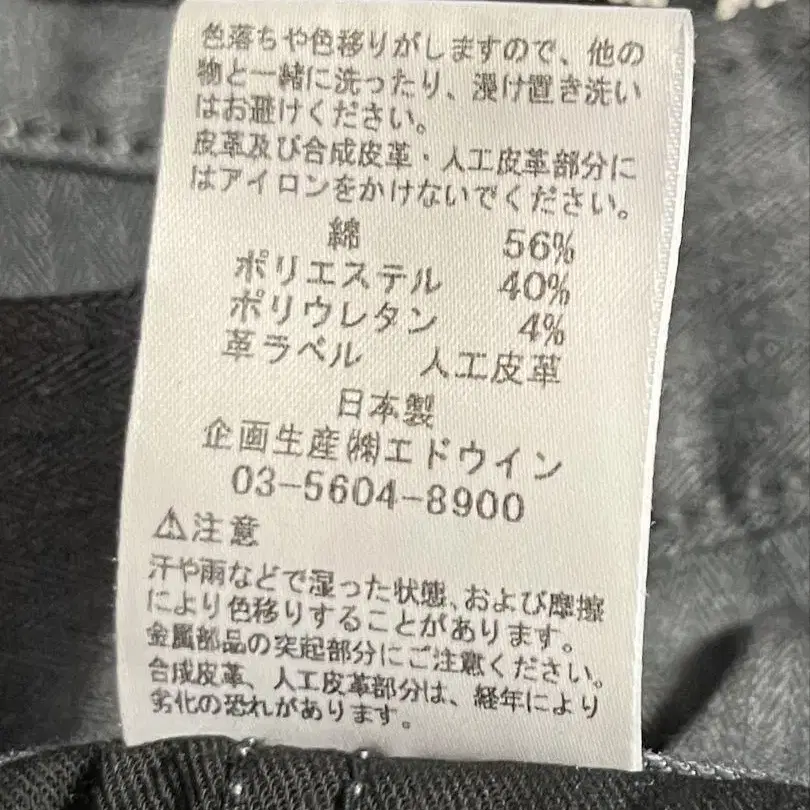 色落ちや色移りがしますので、他の
物と一緒に洗ったり、浸け置き洗い
はお避けください。
皮革及び合成皮革・人工皮革部分に
はアイロンをかけないでください。
綿 56%
ポリエステル 40%
ポリウレタン 4%
革ラベル 人工皮革
日本製
企画生産㈱エドウイン
03-5604-8900
⚠注意
汗や雨などで湿った状態、および摩擦
により色移りすることがあります。
金属部品の突起部分にご注意ください。
合成皮革、人工皮革部分は、経年により
劣化の恐れがあります。